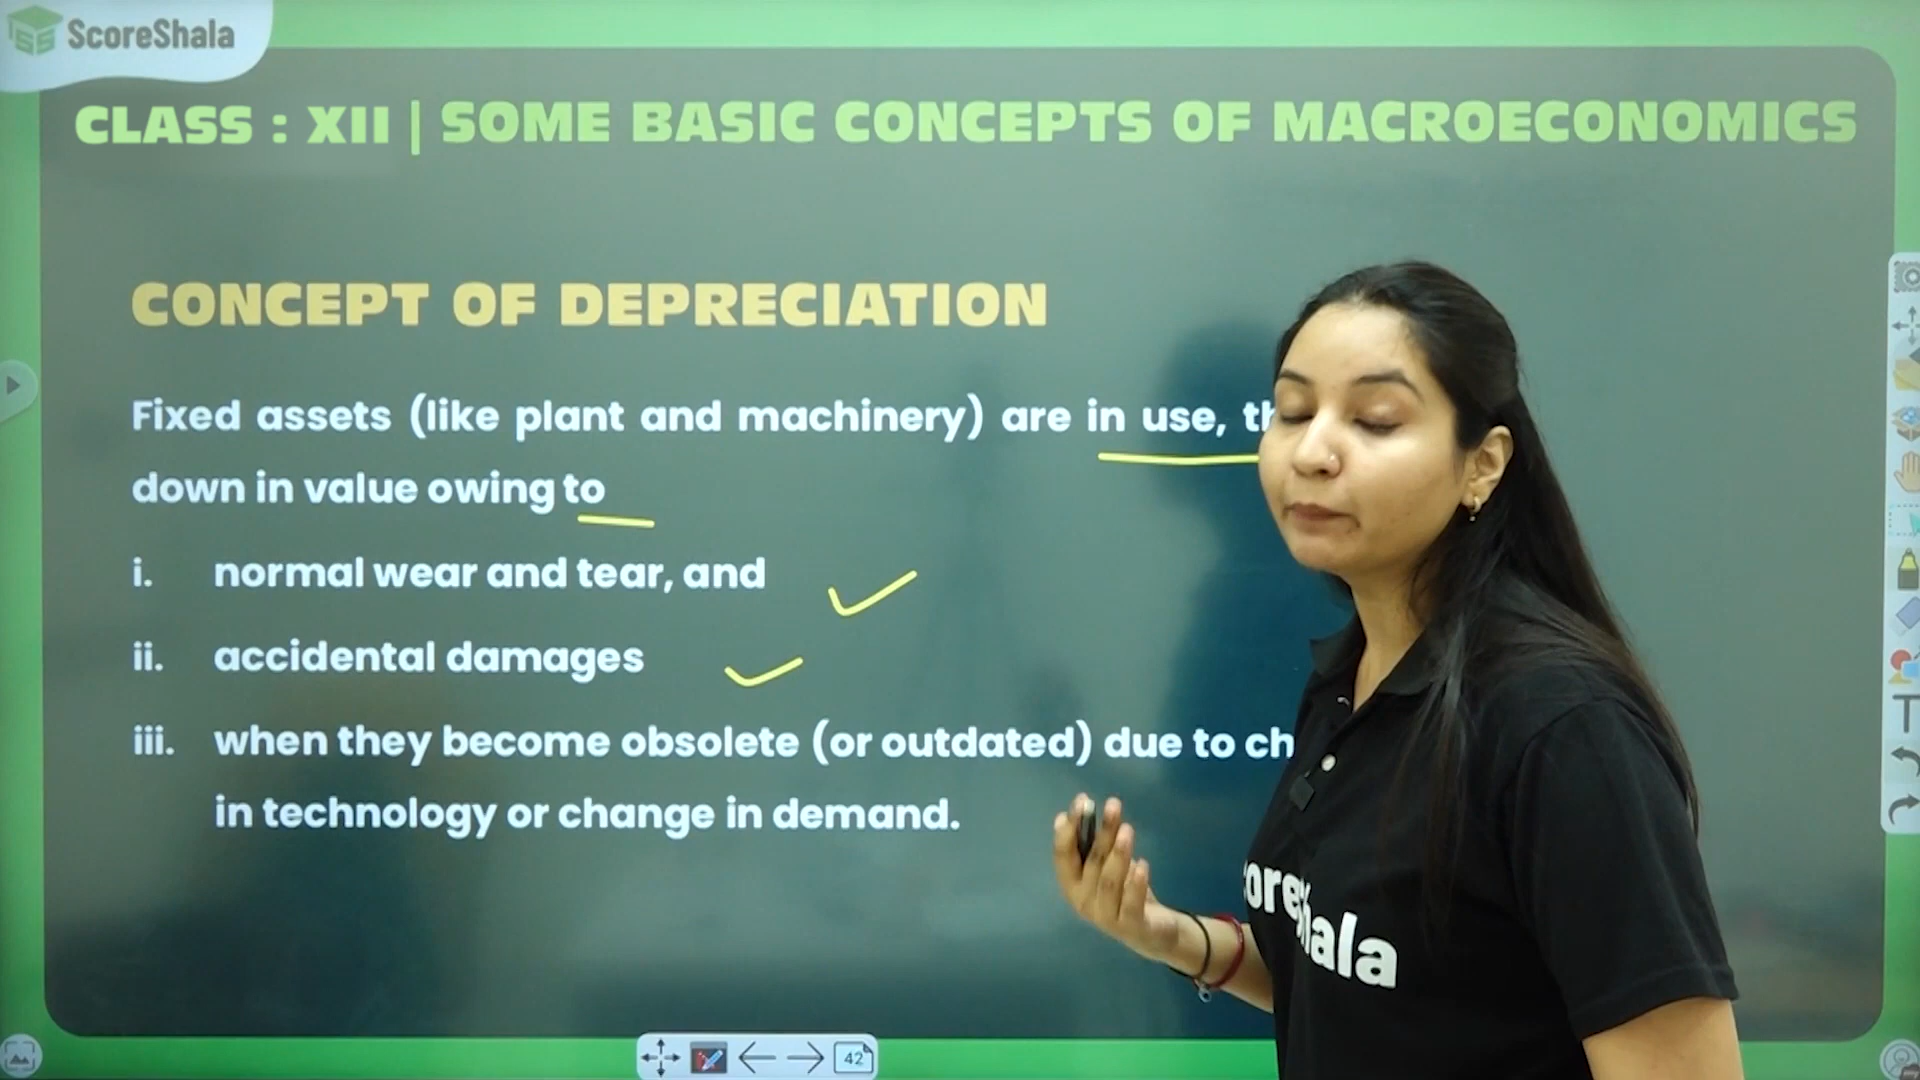 ScoreShala
CLASS : XII | SOME BASIC CONCEPTS OF MACROECONOMICS
CONCEPT OF DEPRECIATION
Fixed assets (like plant and machinery) are in use,
down in value owing to
i. normal wear and tear, and
ii. accidental damages
iii. when they become obsolete (or outdated) due to
in technology or change in demand.
42